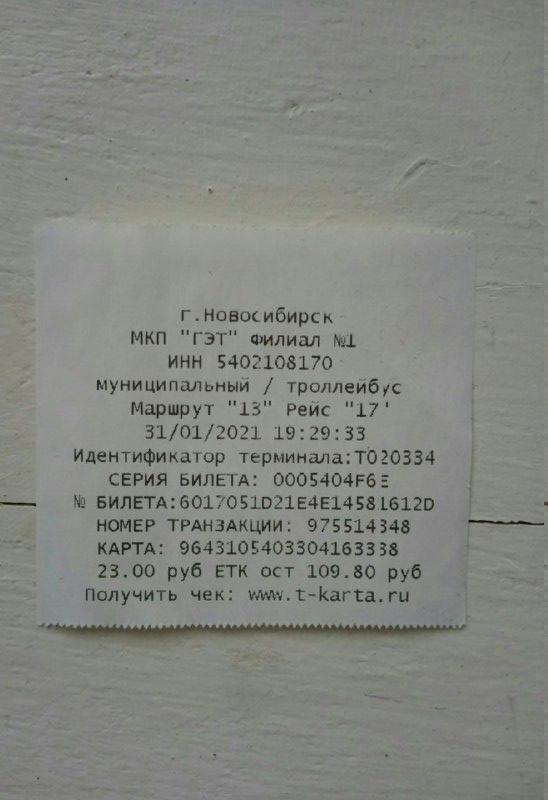 г.Новосибирск
МКП "ГЭТ" Филиал №1
ИНН 5402108170
муниципальный / троллейбус
Маршрут "13" Рейс "17'
31/01/2021 19:29:33
Идентификатор терминала:T020334
СЕРИЯ БИЛЕТА: 0005404F6E
№ БИЛЕТА:6017051D21E4E14581612D
НОМЕР ТРАНЗАКЦИИ: 975514348
КАРТА: 9643105403304163338
23.00 руб ЕТК ост 109.80 руб
Получить чек: www.t-karta.ru